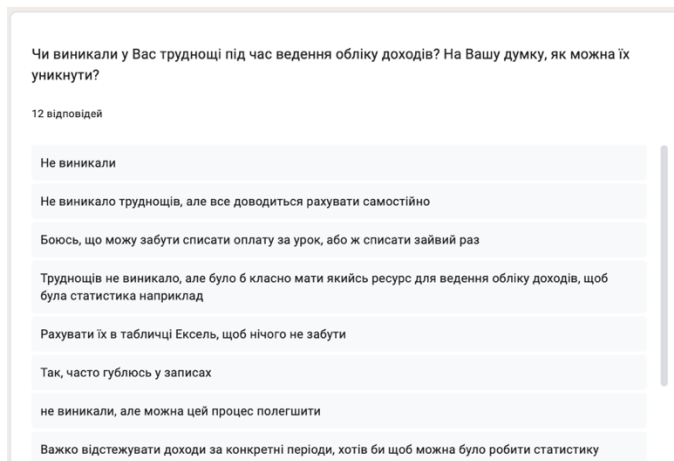 Чи виникали у Вас труднощі під час ведення обліку доходів? На Вашу думку, як можна їх
уникнути?
12 відповідей
Не виникали
Не виникало труднощів, але все доводиться рахувати самостійно
Боюсь, що можу забути списати оплату за урок, або ж списати зайвий раз
Труднощів не виникало, але було б класно мати якийсь ресурс для ведення обліку доходів, щоб
була статистика наприклад
Рахувати їх в табличці Ексель, щоб нічого не забути
Так, часто гублюсь у записах
не виникали, але можна цей процес полегшити
Важко відстежувати доходи за конкретні періоди, хотів би щоб можна було робити статистику